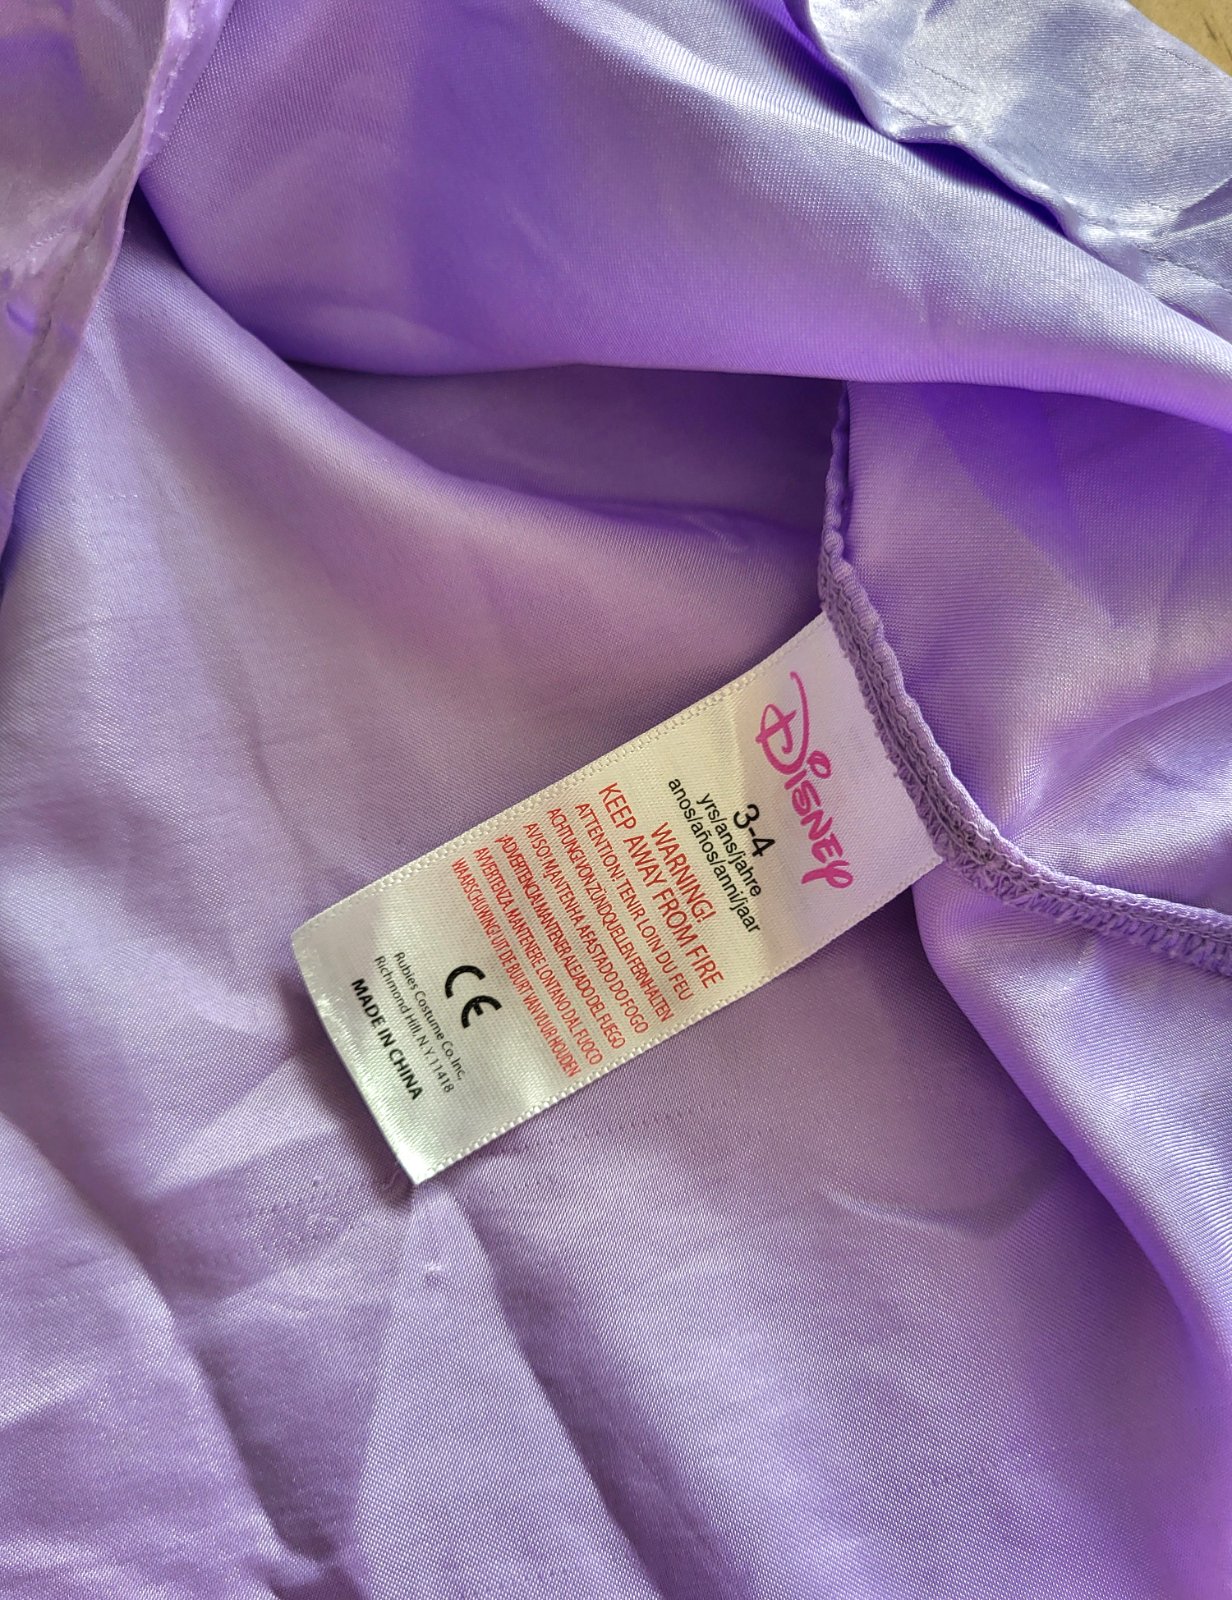 Disney
3-4
yrs/ans/jahre
anos/años/anni/jaar
WARNING!
KEEP AWAY FROM FIRE
ATTENTION! TENIR LOIN DU FEU
ACHTUNG! VON ZÜNDQUELLEN FERNHALTEN
AVISO! MANTENHA AFASTADO DO FOGO
¡ADVERTENCIA! MANTENER ALEJADO DEL FUEGO
AVVERTENZA. MANTENERE LONTANO DAL FUOCO
WAARSCHUWING! UIT DE BUURT VAN VUUR HOUDEN
CE
Rubies Costume Co. Inc,
Richmond Hill, N.Y. 11418
MADE IN CHINA